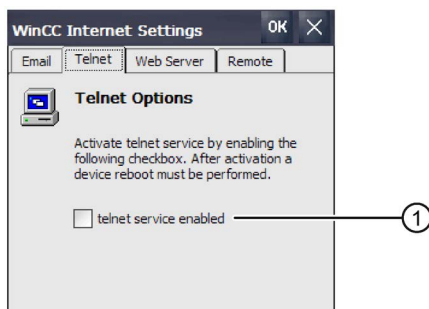 WinCC Internet Settings OK
Email Telnet Web Server Remote
Telnet Options
Activate telnet service by enabling the
following checkbox. After activation a
device reboot must be performed.
telnet service enabled 1